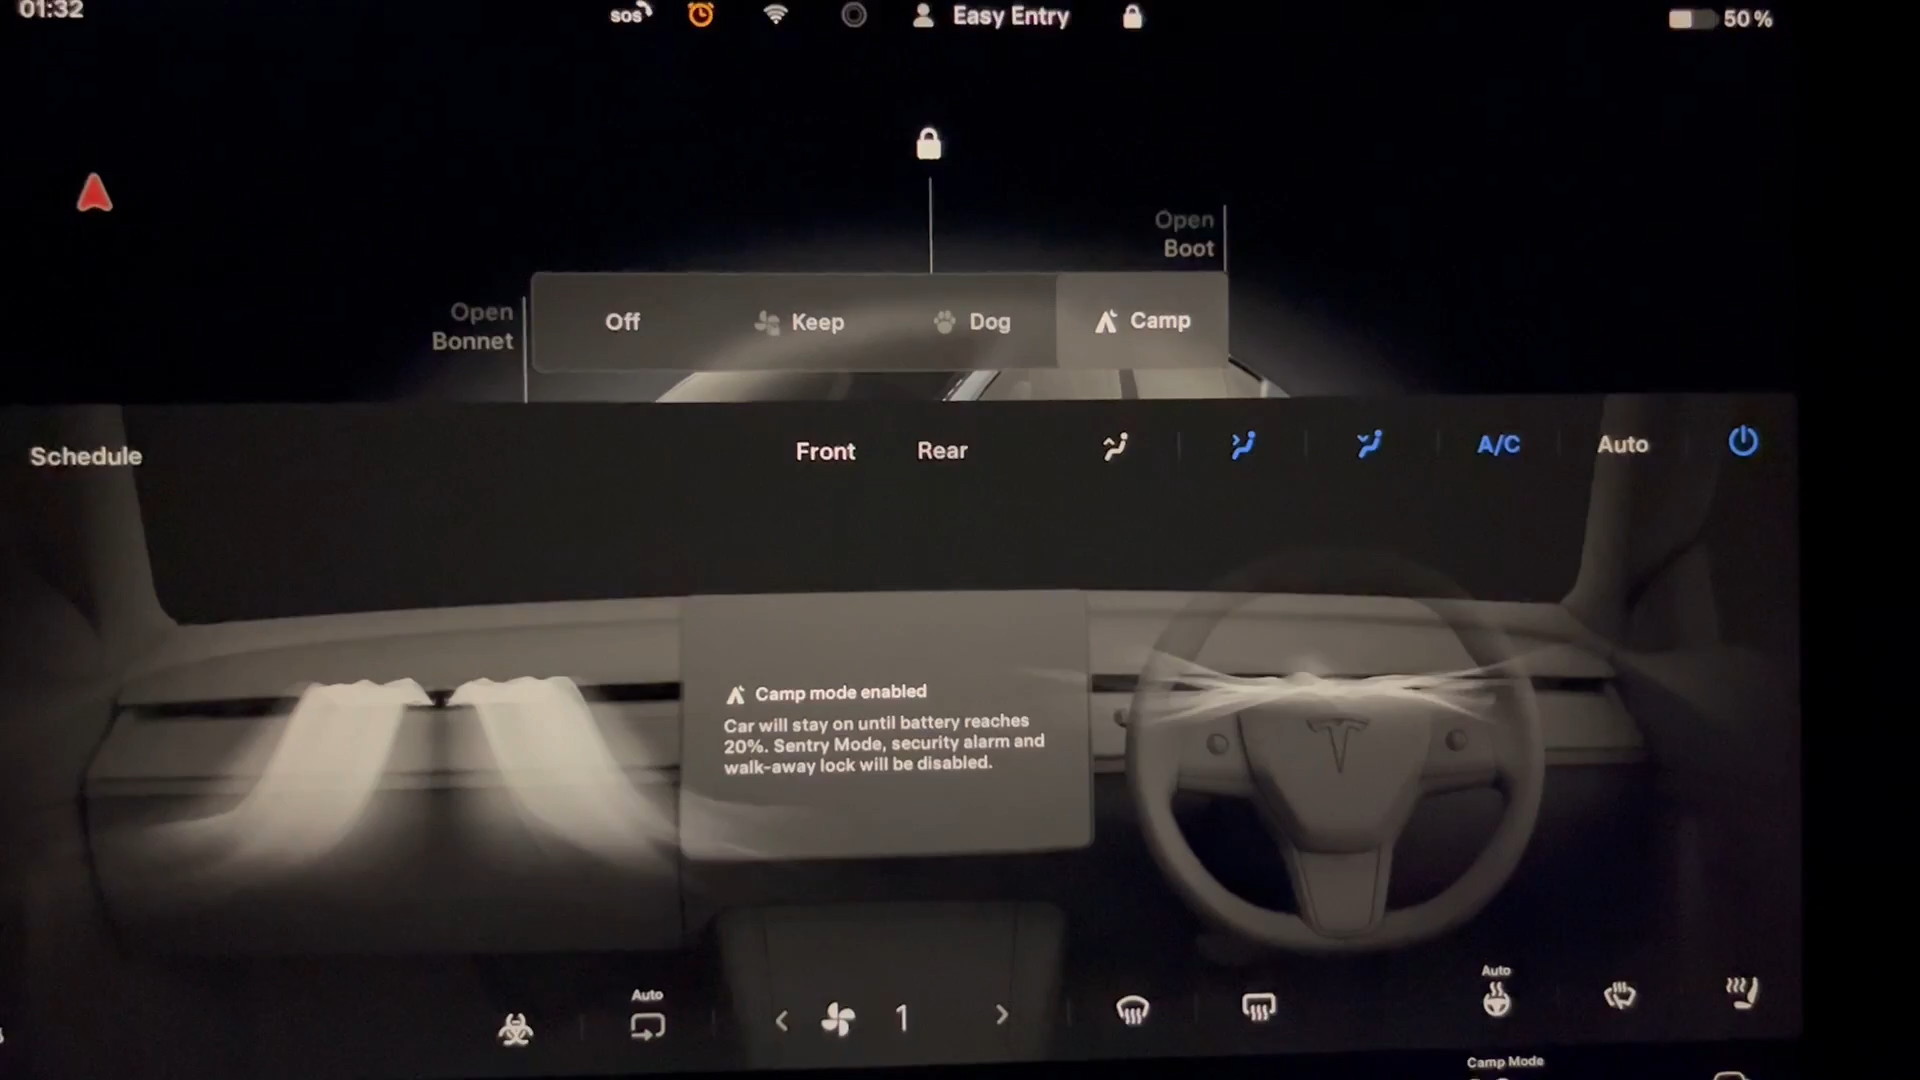 01:32
SOS
Easy Entry
50 %
Open
Boot
Open
Bonnet
Off
Keep
Dog
Camp
Schedule
Front
Rear
A/C
Auto
Camp mode enabled
Car will stay on until battery reaches
20%. Sentry Mode, security alarm and
walk-away lock will be disabled.
Auto
Auto
1
Camp Mode